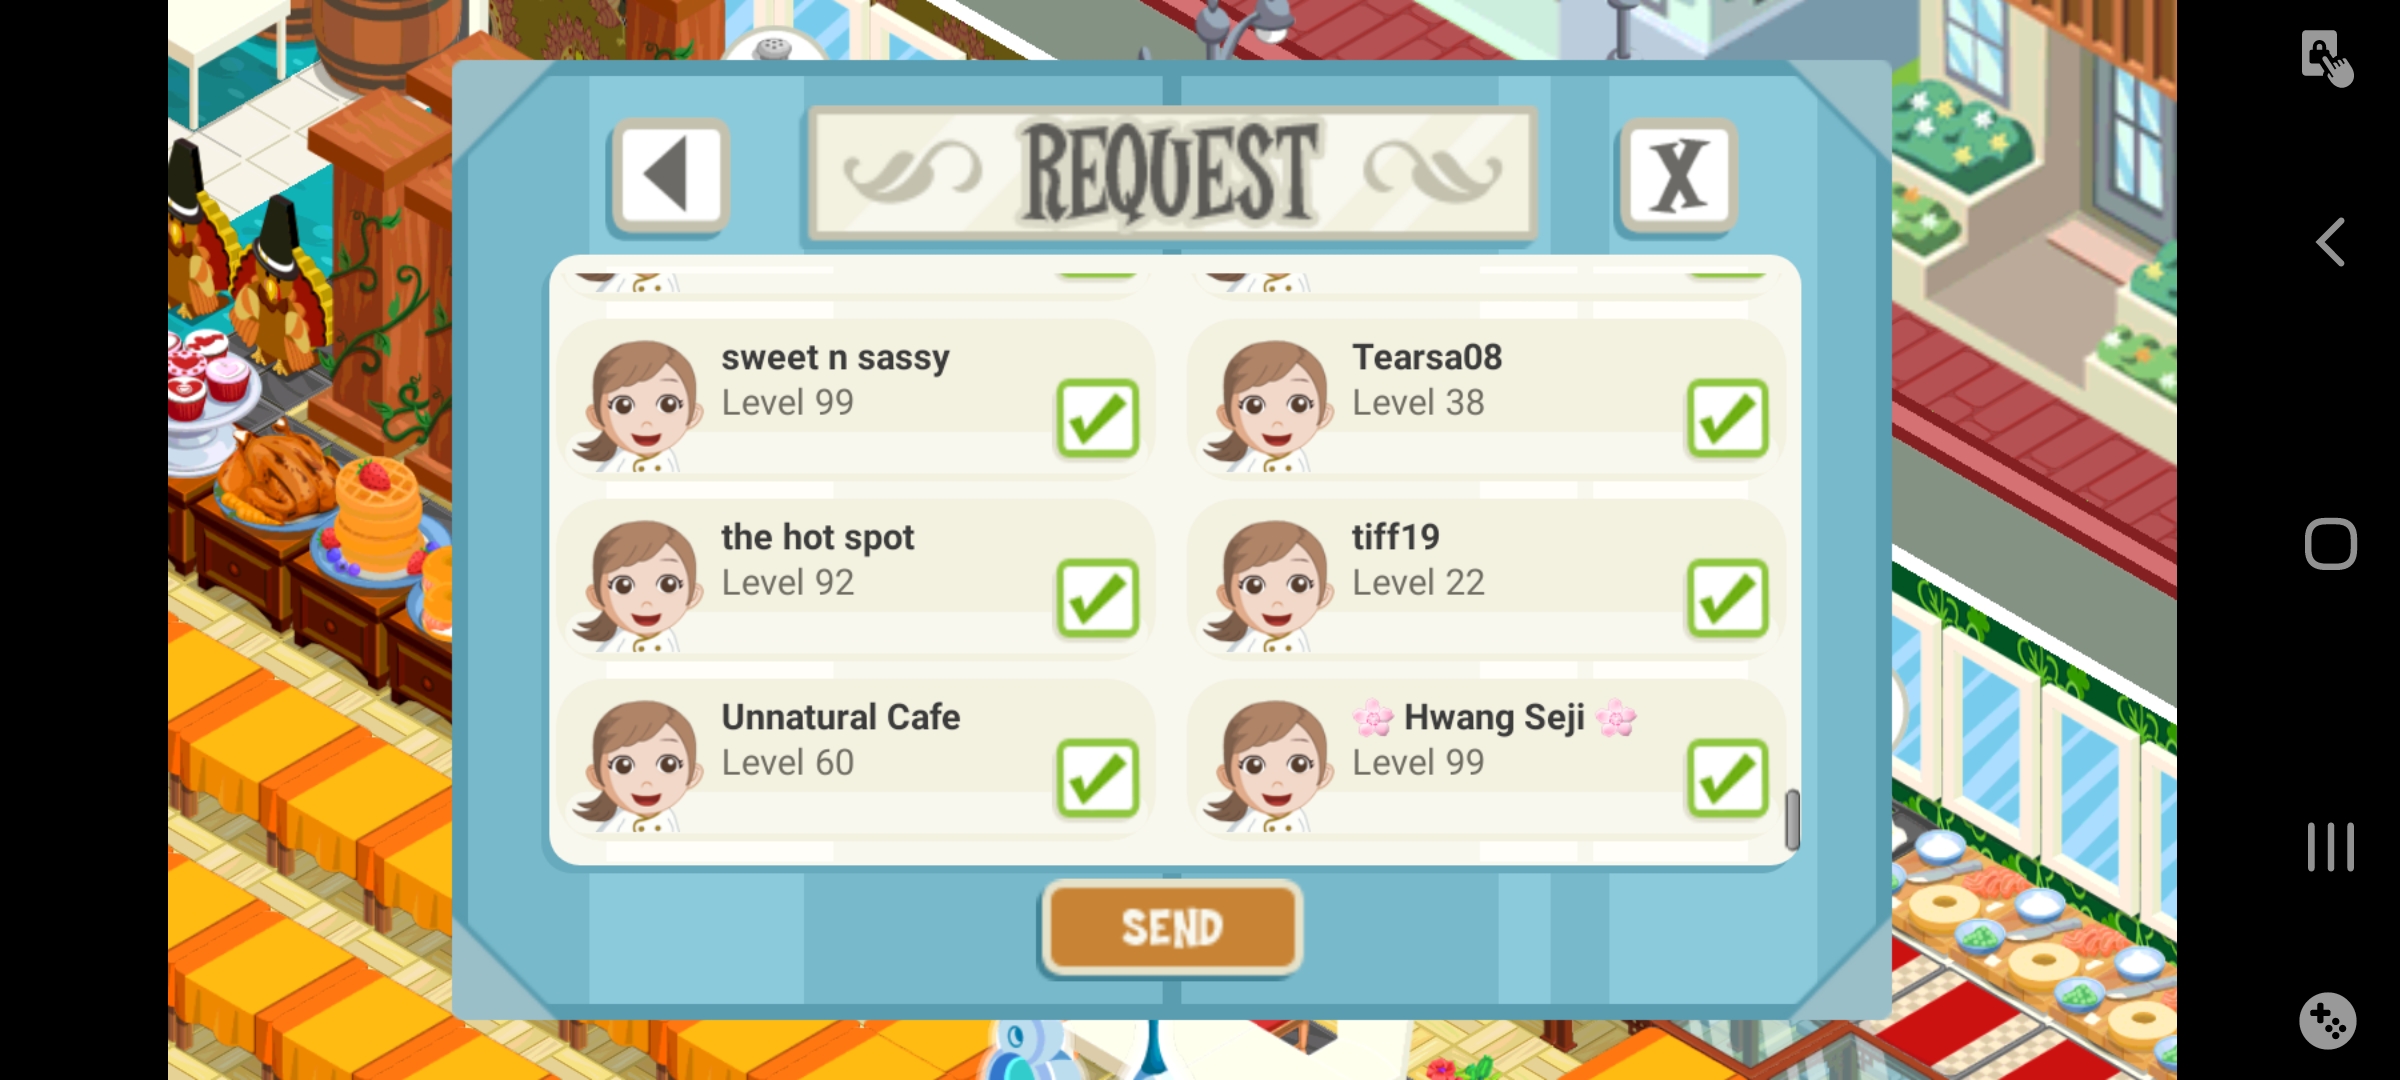 REQUEST
X
sweet n sassy
Level 99
Tearsa08
Level 38
the hot spot
Level 92
tiff19
Level 22
Unnatural Cafe
Level 60
🌸 Hwang Seji 🌸
Level 99
SEND